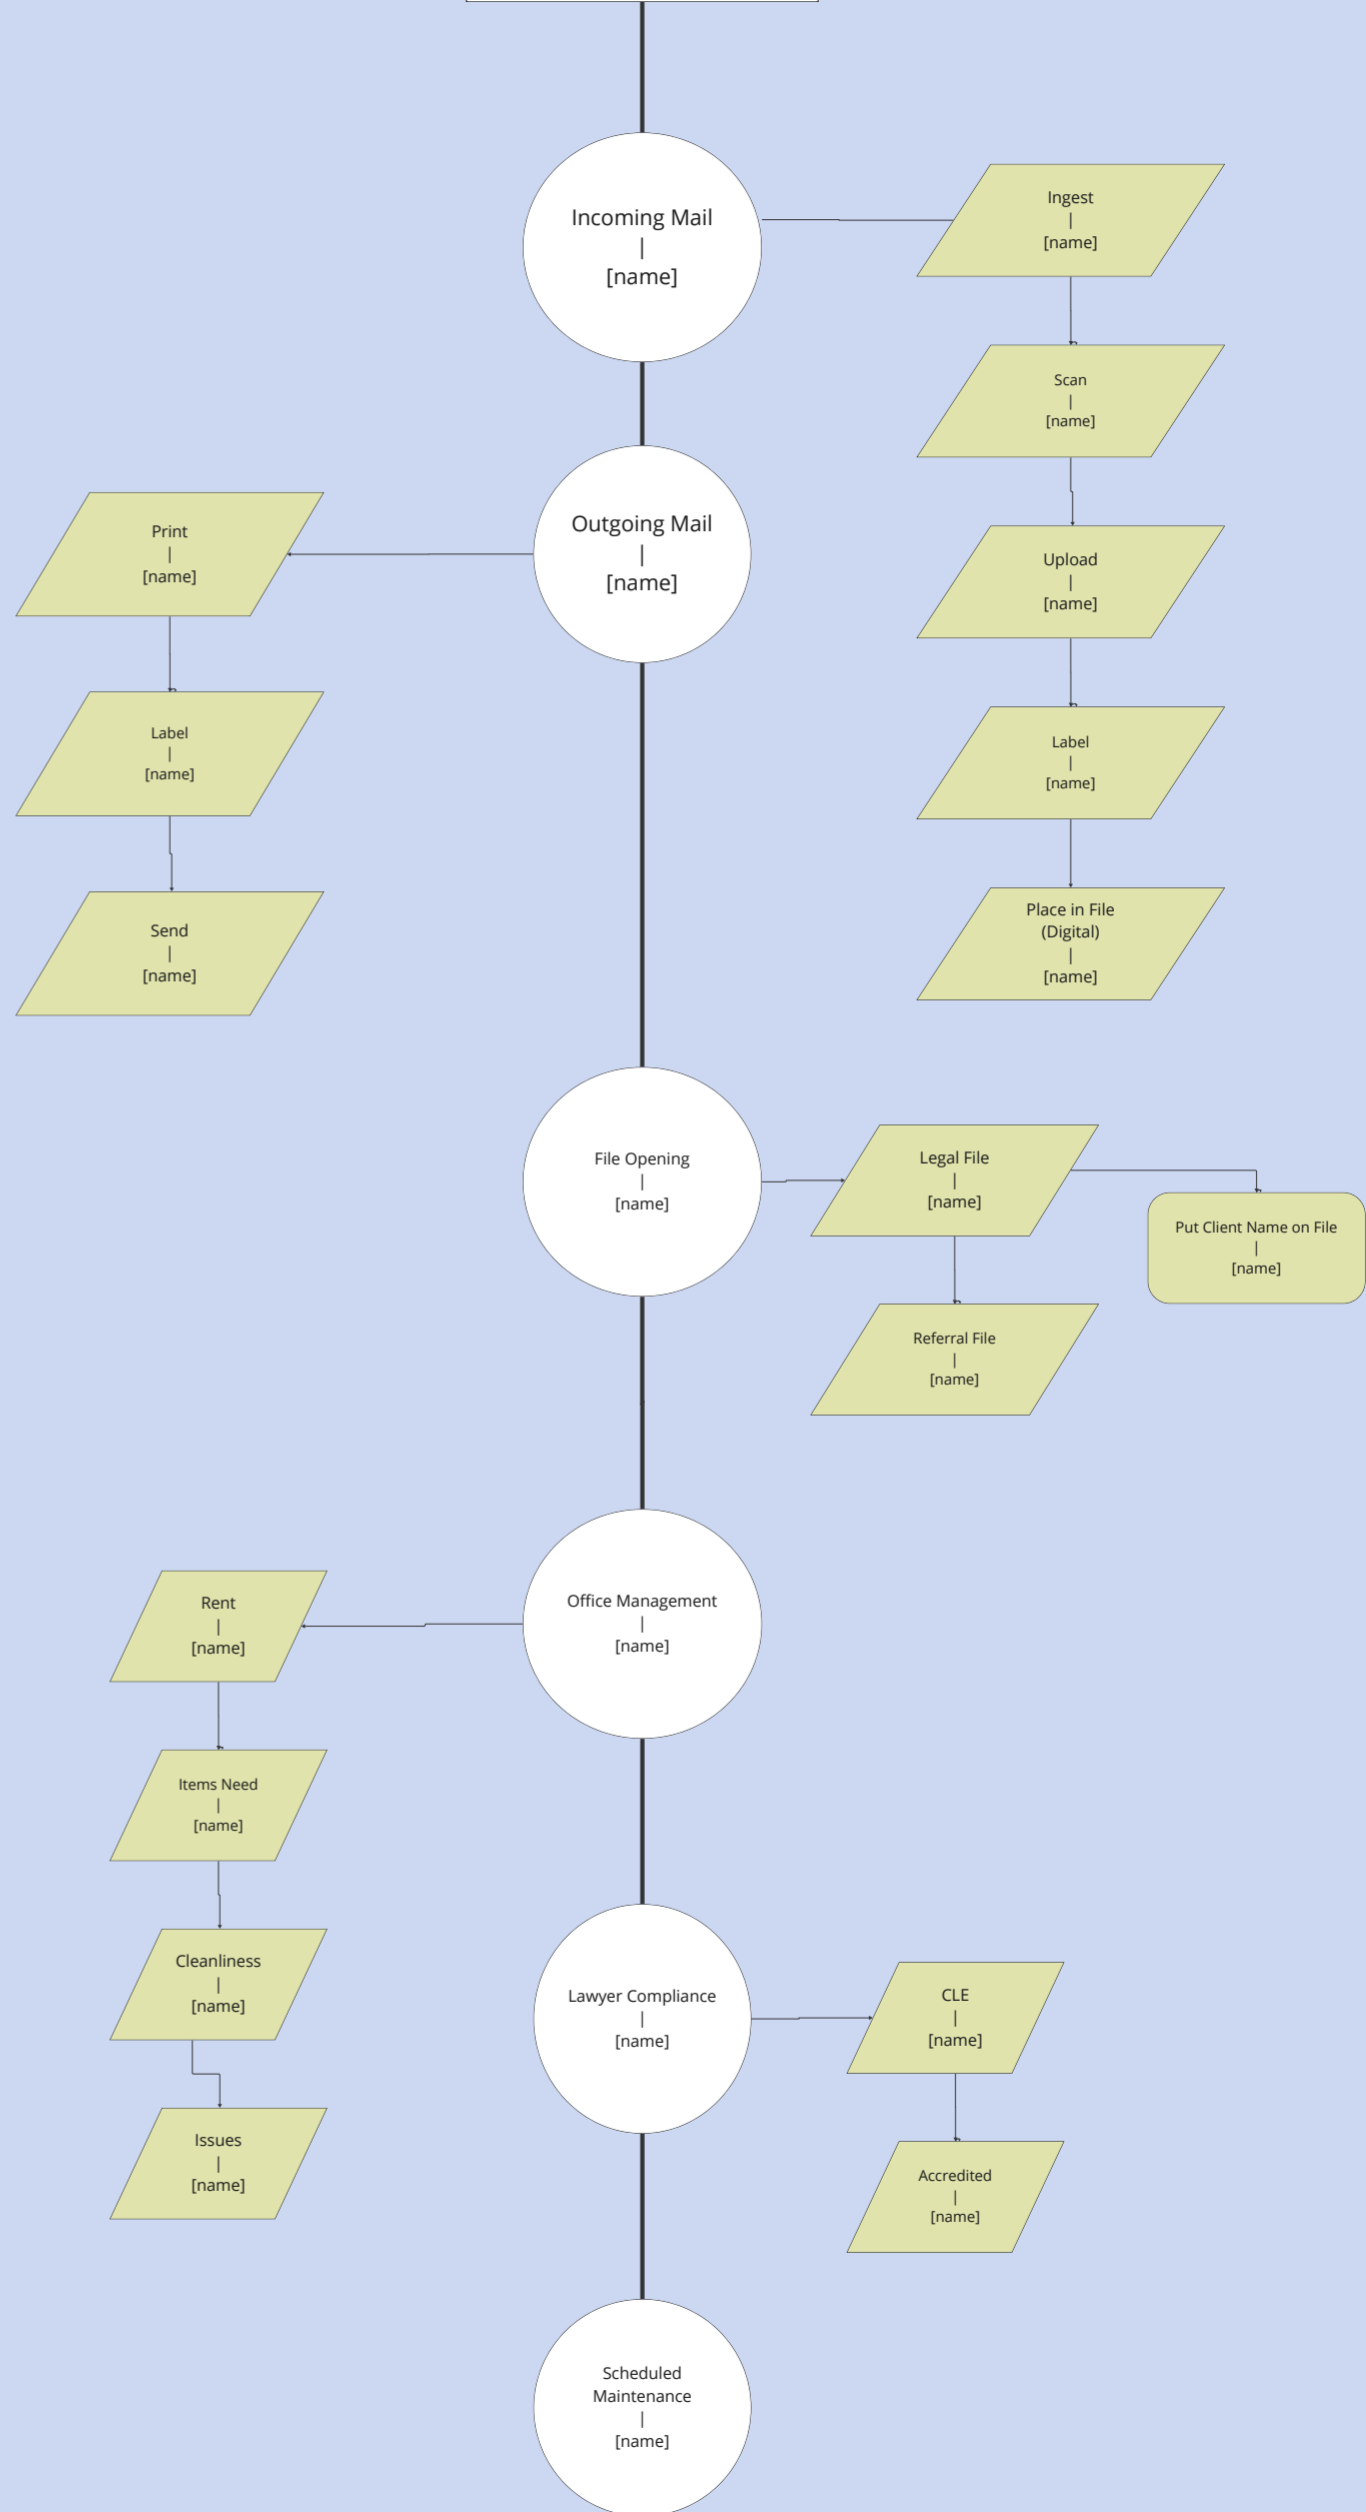 Incoming Mail
|
[name]
Ingest
|
[name]
Scan
|
[name]
Outgoing Mail
|
[name]
Print
|
[name]
Upload
|
[name]
Label
|
[name]
Label
|
[name]
Send
|
[name]
Place in File
(Digital)
|
[name]
File Opening
|
[name]
Legal File
|
[name]
Put Client Name on File
|
[name]
Referral File
|
[name]
Office Management
|
[name]
Rent
|
[name]
Items Need
|
[name]
Cleanliness
|
[name]
Issues
|
[name]
Lawyer Compliance
|
[name]
CLE
|
[name]
Accredited
|
[name]
Scheduled
Maintenance
|
[name]